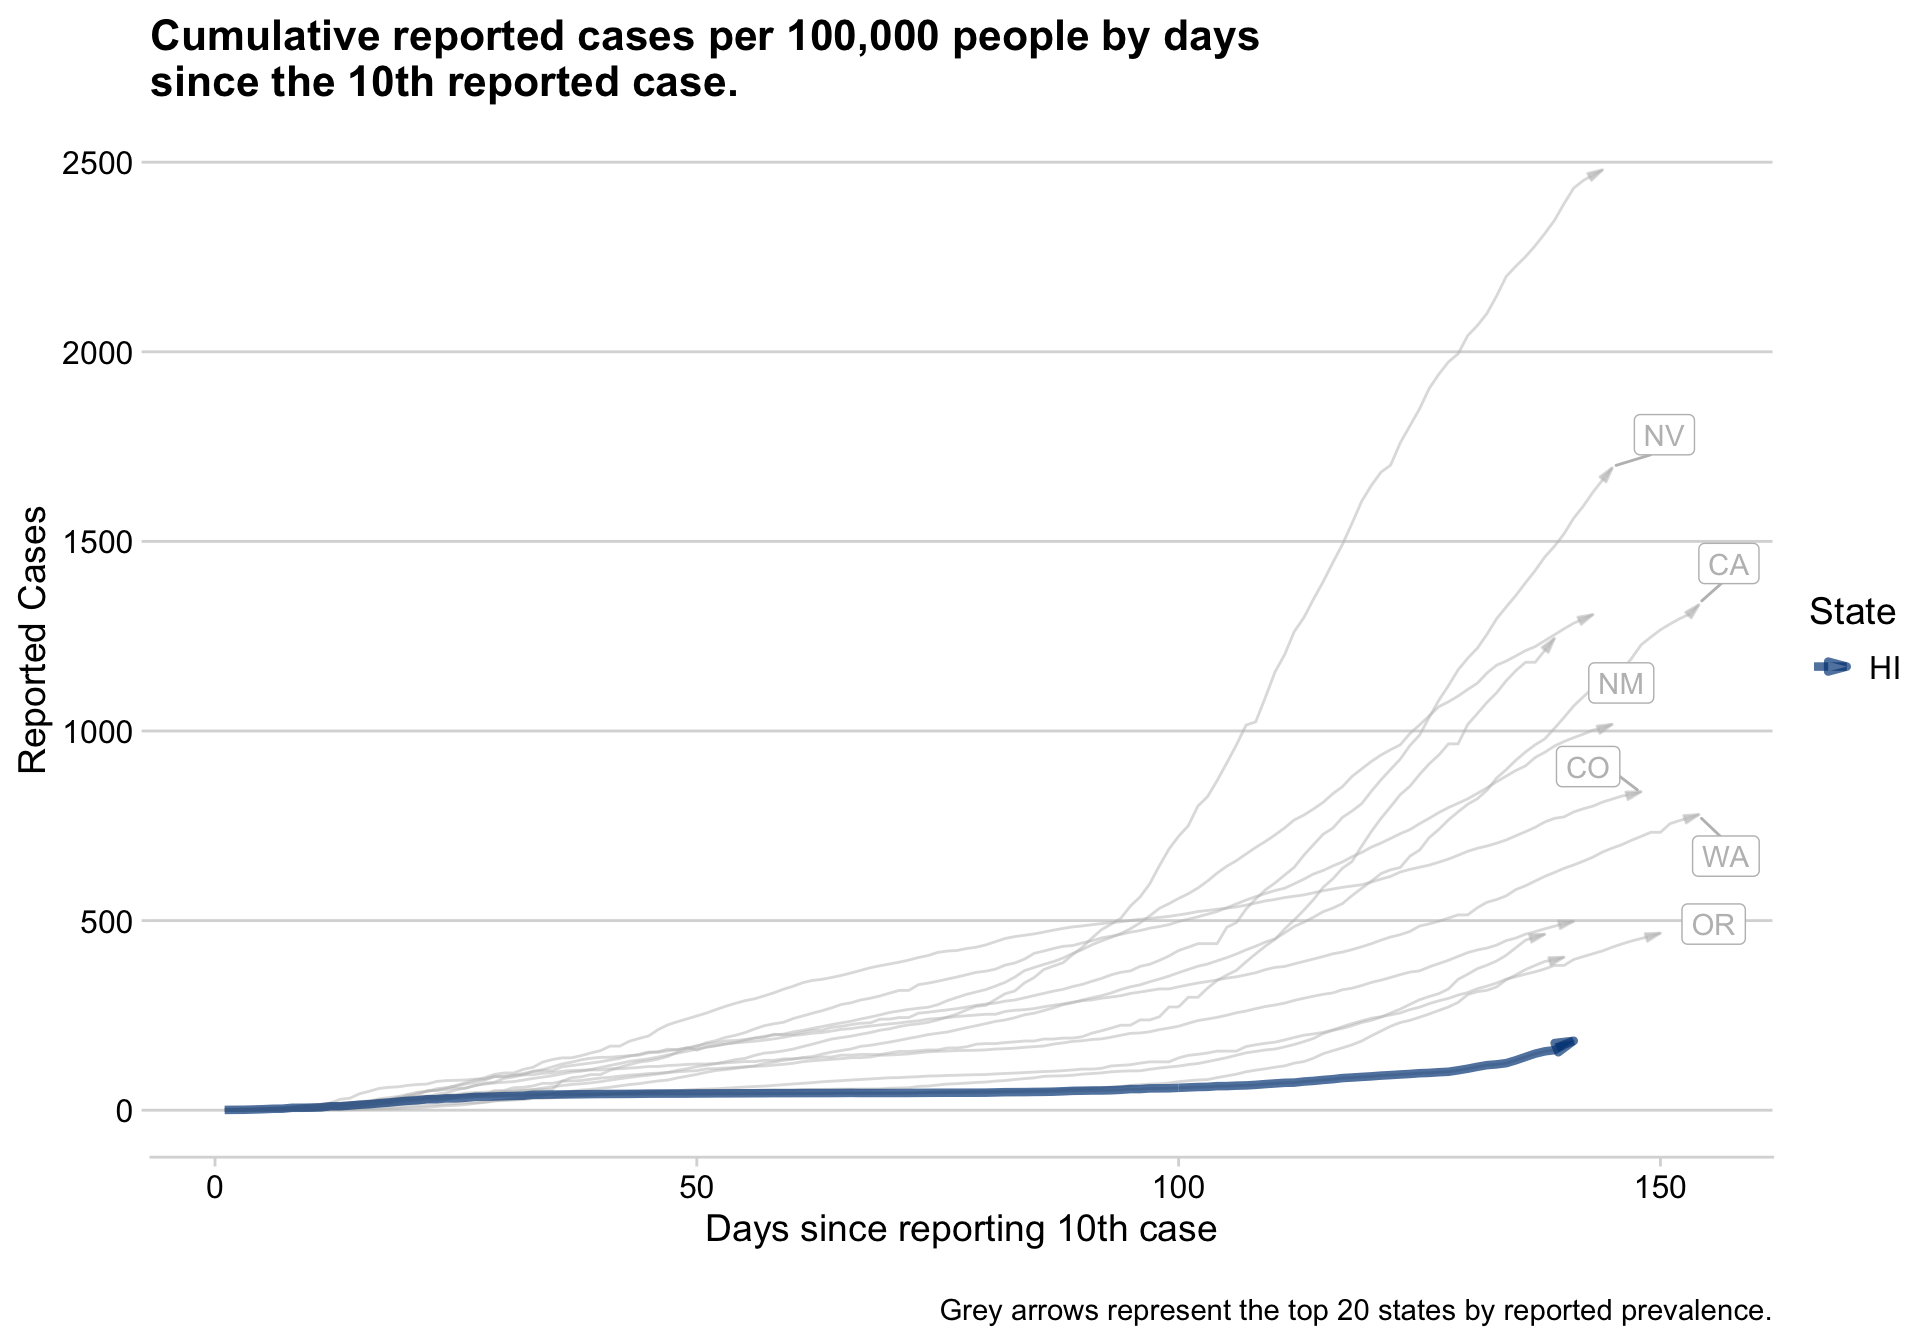 Cumulative reported cases per 100,000 people by days
since the 10th reported case.
2500
2000
1500
1000
500
0
Reported Cases
NV
CA
NM
CO
WA
OR
State
HI
0
50
100
150
Days since reporting 10th case
Grey arrows represent the top 20 states by reported prevalence.